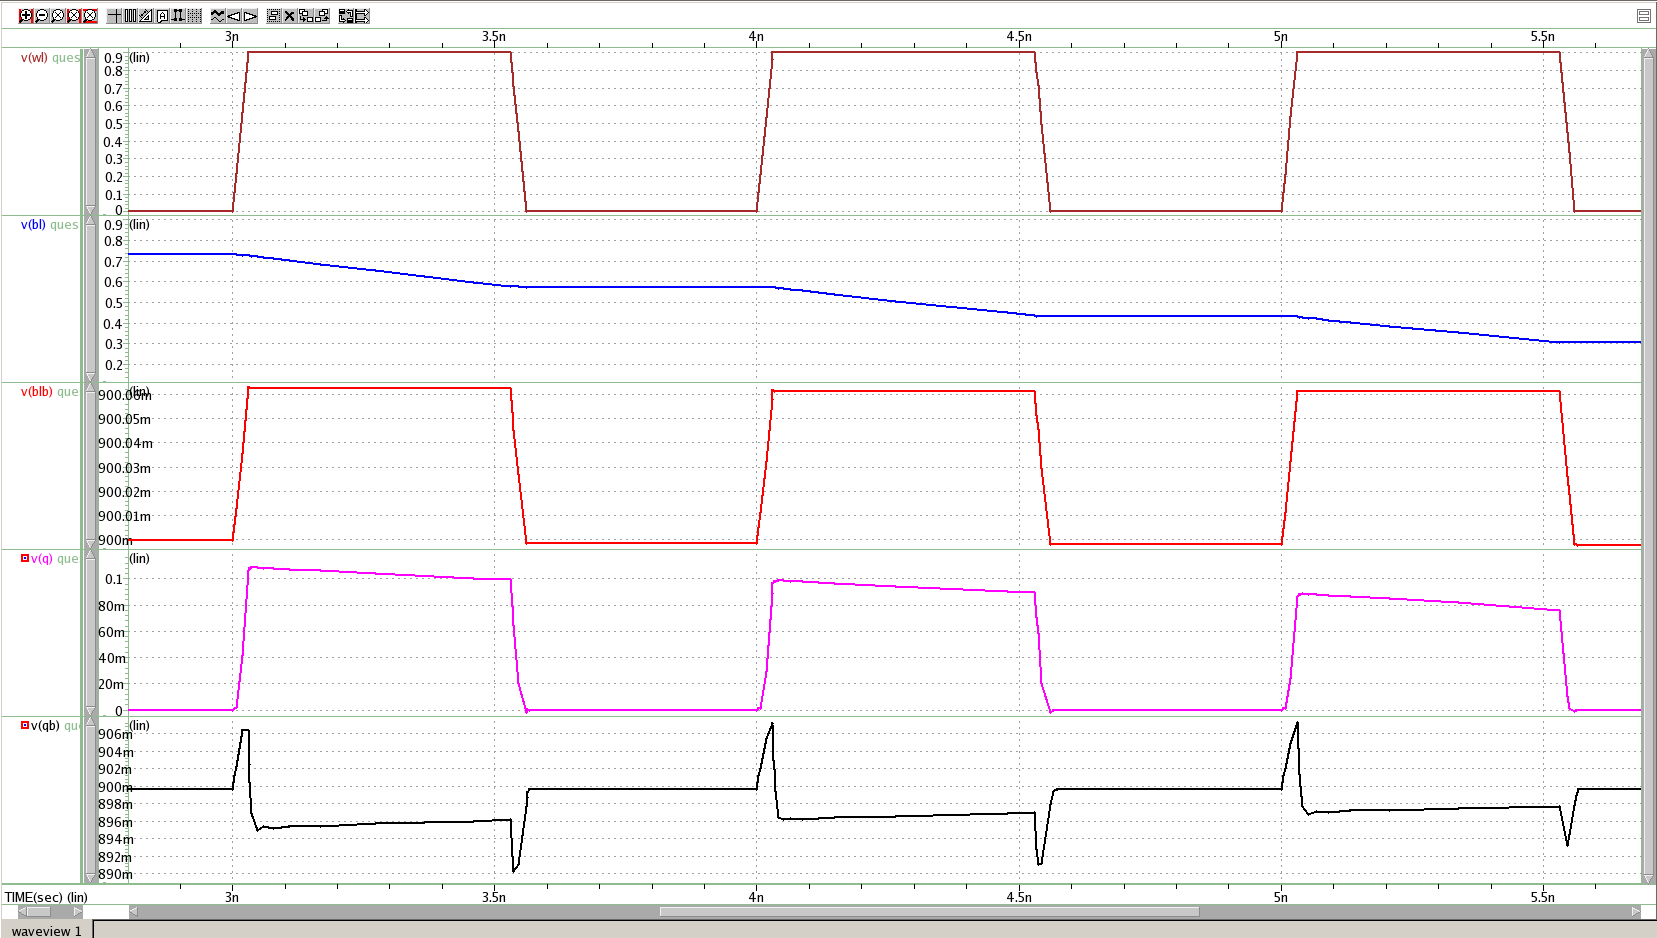 3n 3.5n 4n 4.5n 5n 5.5n
v(wl) ques
(lin)
0.9
0.8
0.7
0.6
0.5
0.4
0.3
0.2
0.1
0
v(bl) ques
(lin)
0.9
0.8
0.7
0.6
0.5
0.4
0.3
0.2
v(blb) que
(lin)
900.06m
900.05m
900.04m
900.03m
900.02m
900.01m
900m
v(q) que
(lin)
0.1
80m
60m
40m
20m
0
v(qb) que
(lin)
906m
904m
902m
900m
898m
896m
894m
892m
890m
TIME(sec) (lin) 3n 3.5n 4n 4.5n 5n 5.5n
waveview 1